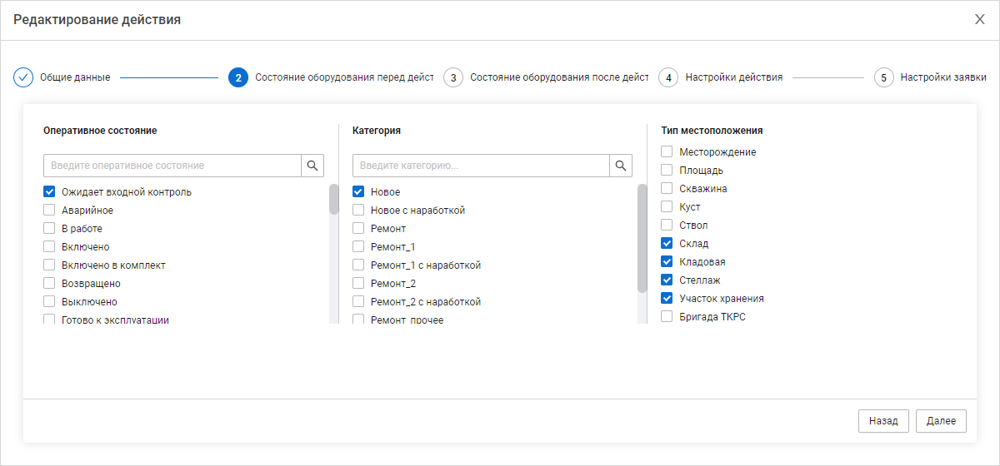 Редактирование действия
X
Общие данные
2 Состояние оборудования перед дейст
3 Состояние оборудования после дейст
4 Настройки действия
5 Настройки заявки
Оперативное состояние
Введите оперативное состояние
Ожидает входной контроль
Аварийное
В работе
Включено
Включено в комплект
Возвращено
Выключено
Готово к эксплуатации
Категория
Введите категорию...
Новое
Новое с наработкой
Ремонт
Ремонт_1
Ремонт_1 с наработкой
Ремонт_2
Ремонт_2 с наработкой
Ремонт_прочее
Тип местоположения
Месторождение
Площадь
Скважина
Куст
Ствол
Склад
Кладовая
Стеллаж
Участок хранения
Бригада ТКРС
Назад
Далее